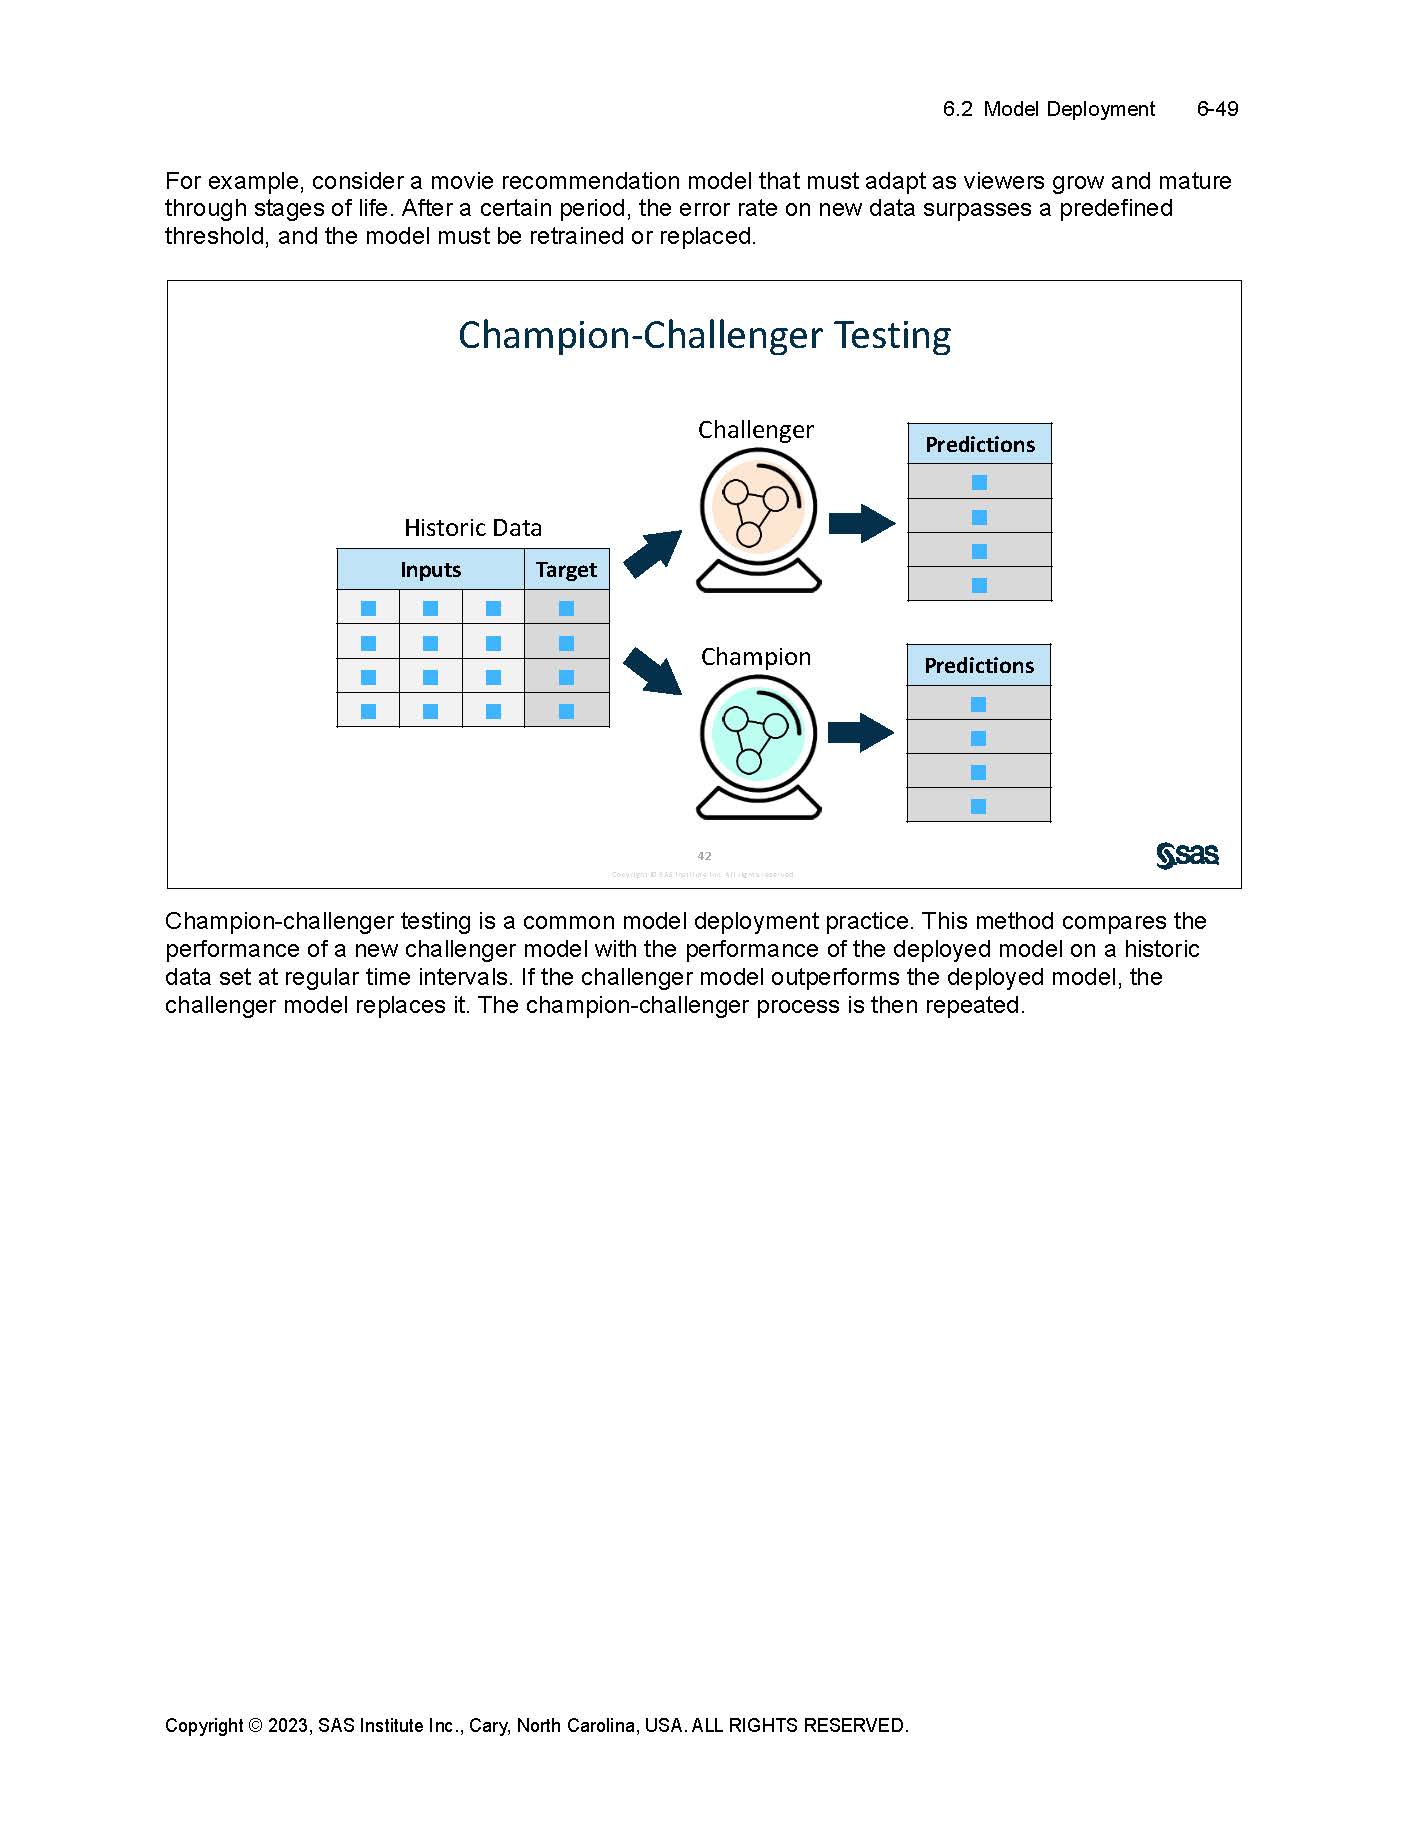 6.2 Model Deployment 6-49
For example, consider a movie recommendation model that must adapt as viewers grow and mature
through stages of life. After a certain period, the error rate on new data surpasses a predefined
threshold, and the model must be retrained or replaced.
Champion-Challenger Testing
Challenger
Predictions
Historic Data
Inputs Target
Champion
Predictions
42
Copyright © SAS Institute Inc. All rights reserved.
sas
Champion-challenger testing is a common model deployment practice. This method compares the
performance of a new challenger model with the performance of the deployed model on a historic
data set at regular time intervals. If the challenger model outperforms the deployed model, the
challenger model replaces it. The champion-challenger process is then repeated.
Copyright © 2023, SAS Institute Inc., Cary, North Carolina, USA. ALL RIGHTS RESERVED.